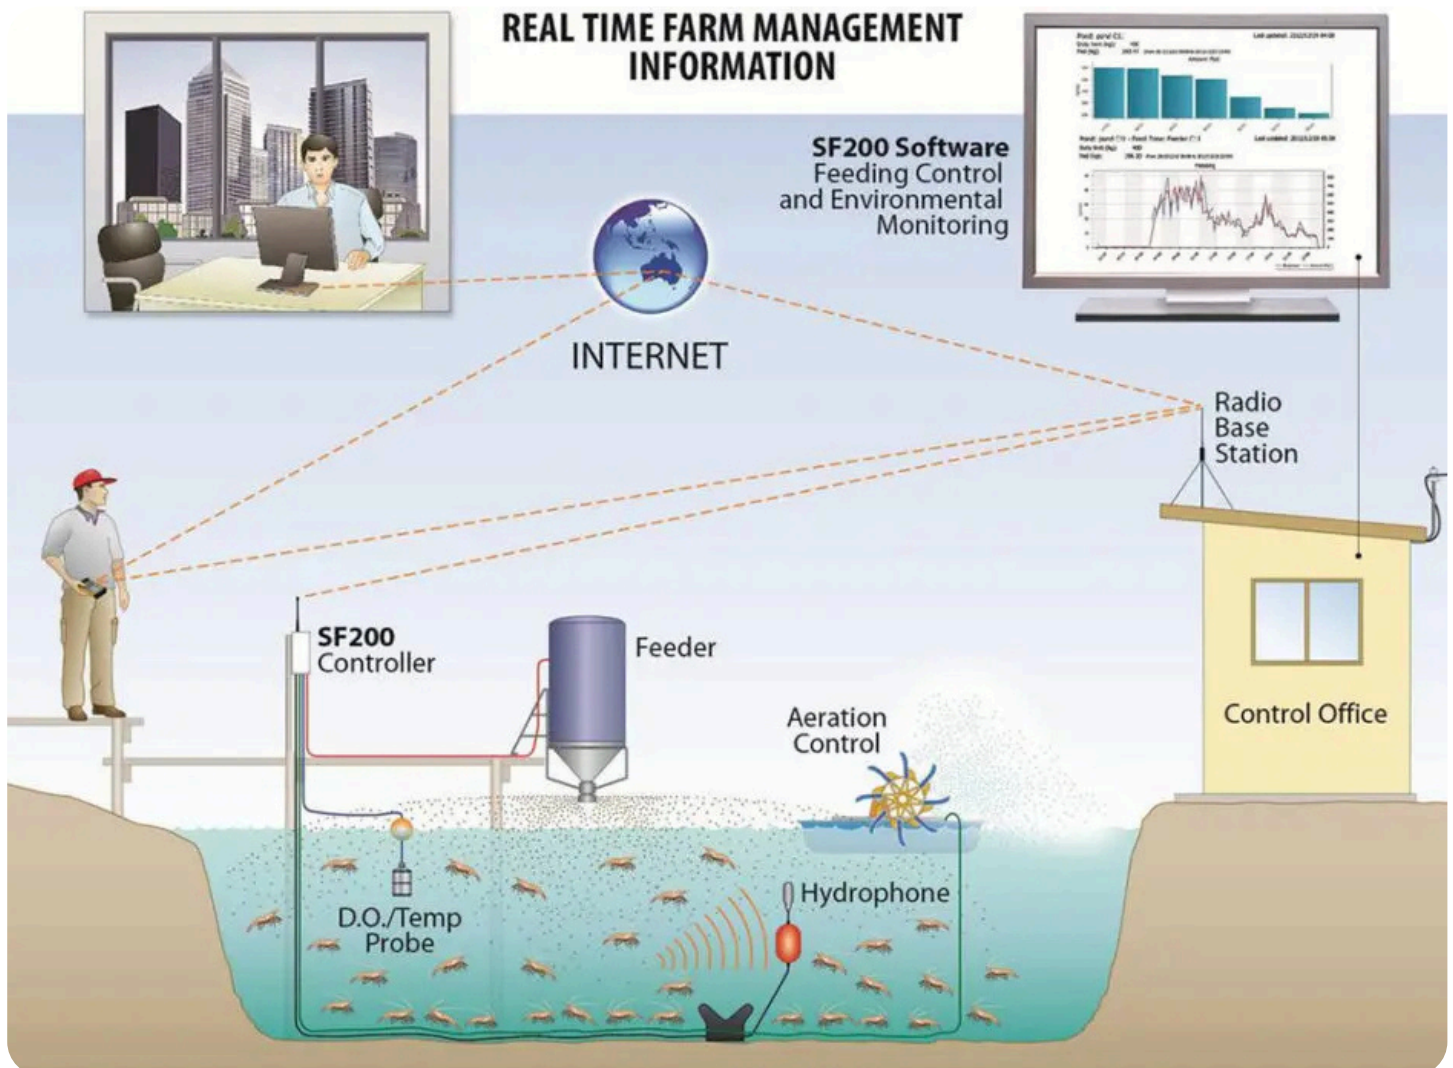 REAL TIME FARM MANAGEMENT
INFORMATION
SF200 Software
Feeding Control
and Environmental
Monitoring
INTERNET
Radio
Base
Station
SF200
Controller
Feeder
Aeration
Control
Control Office
Hydrophone
D.O./Temp
Probe